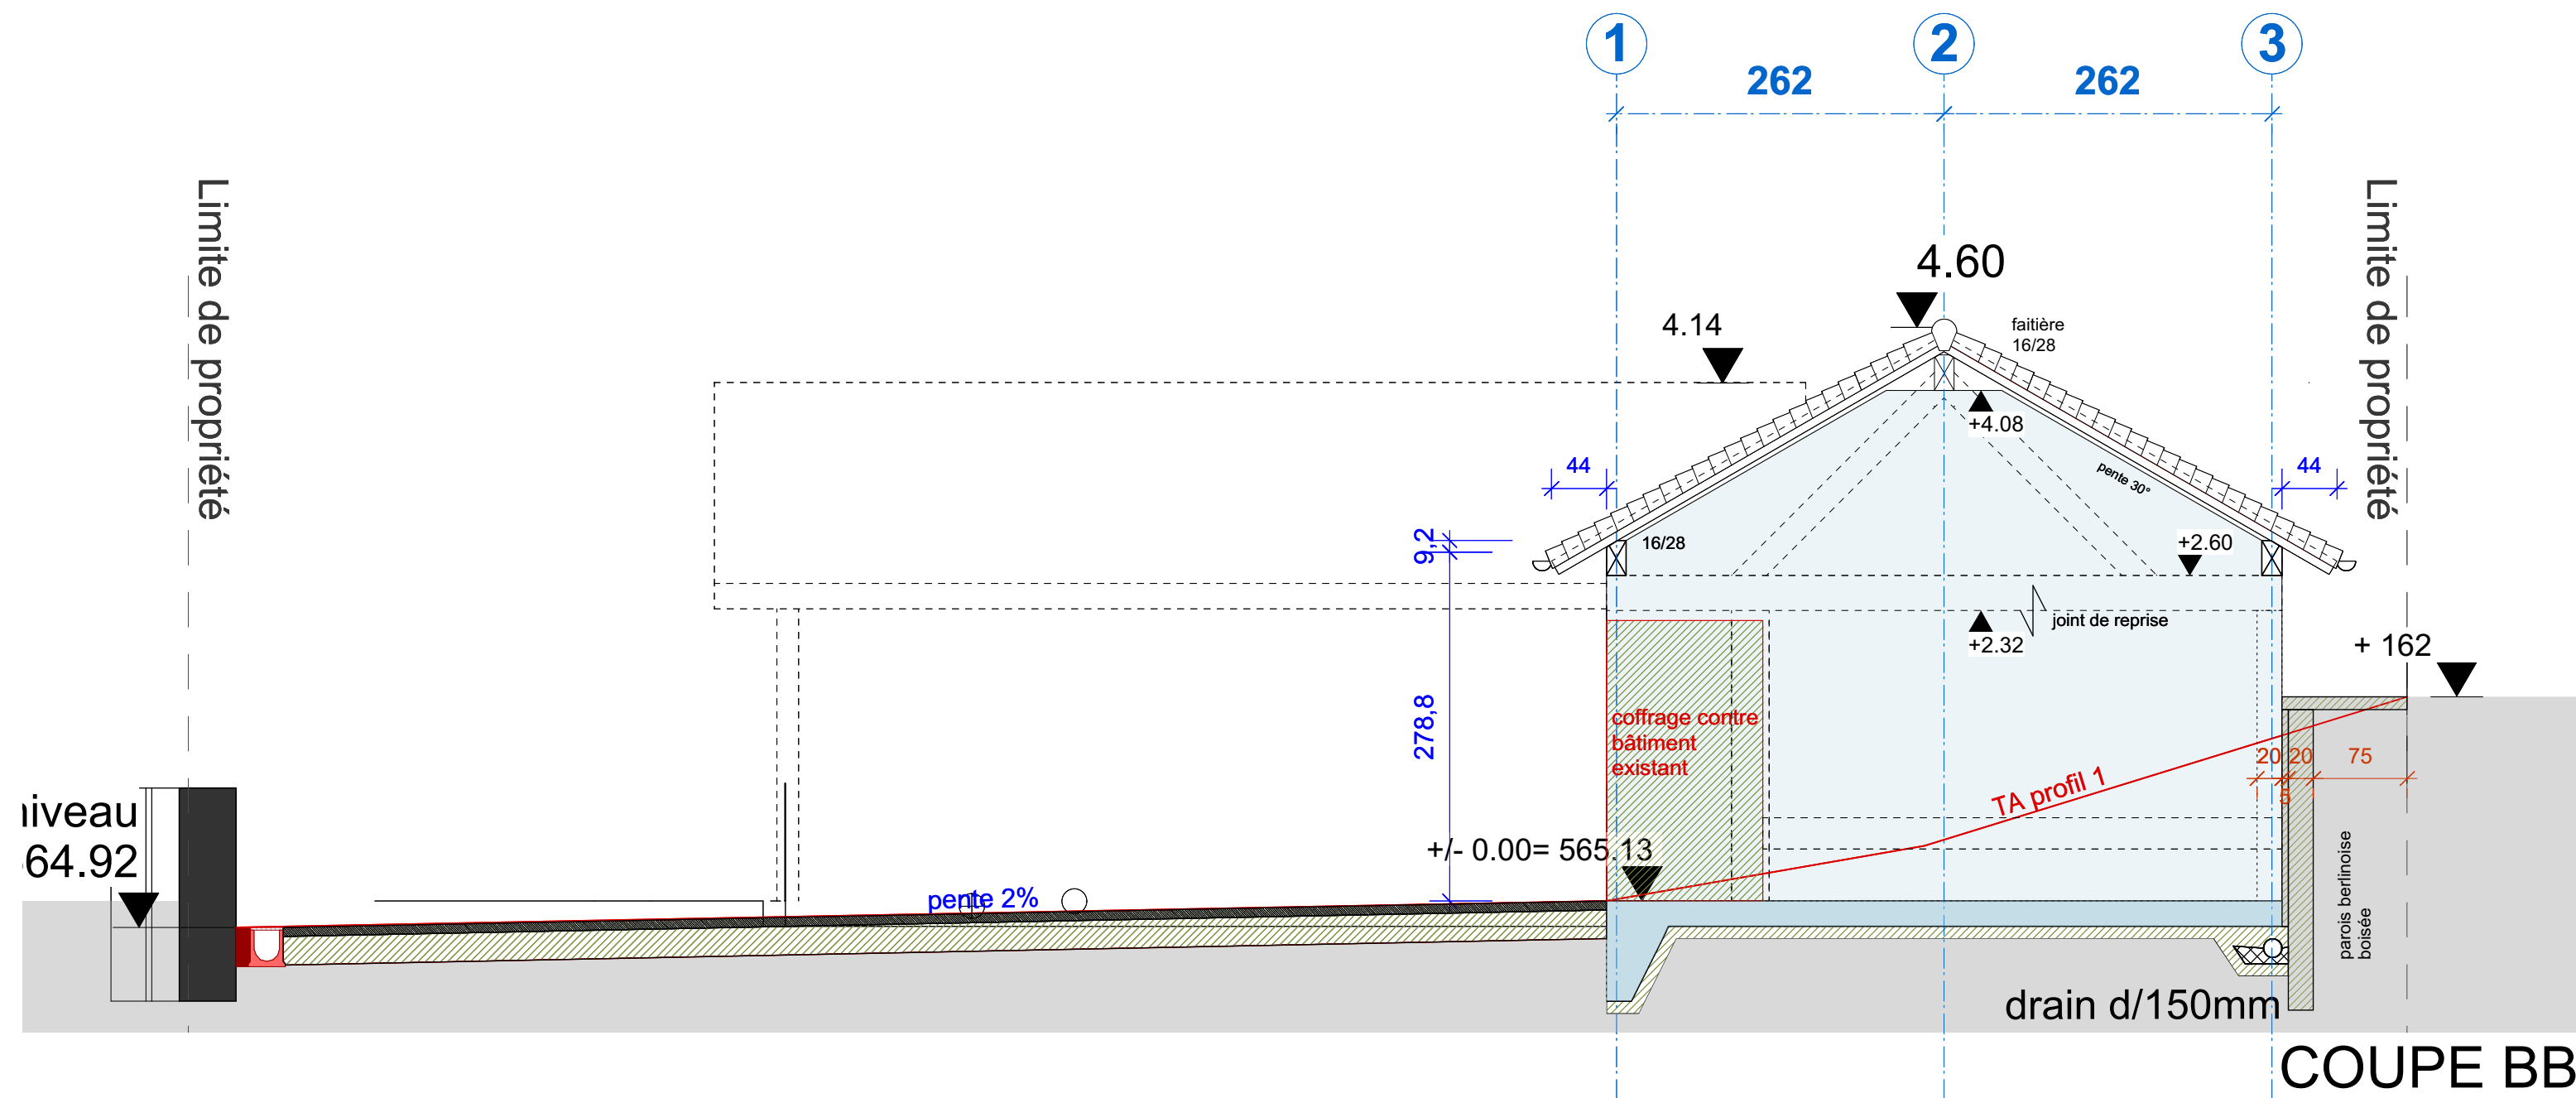 1
2
3
262
262
Limite de propriété
Limite de propriété
4.60
4.14
faitière
16/28
+4.08
44
44
pente 30°
9,2
16/28
+2.60
joint de reprise
+2.32
+ 162
278,8
coffrage contre
bâtiment
existant
20
20
75
5
TA profil 1
niveau
64.92
+/- 0.00= 565.13
pente 2%
parois berlinoise
boisée
drain d/150mm
COUPE BB